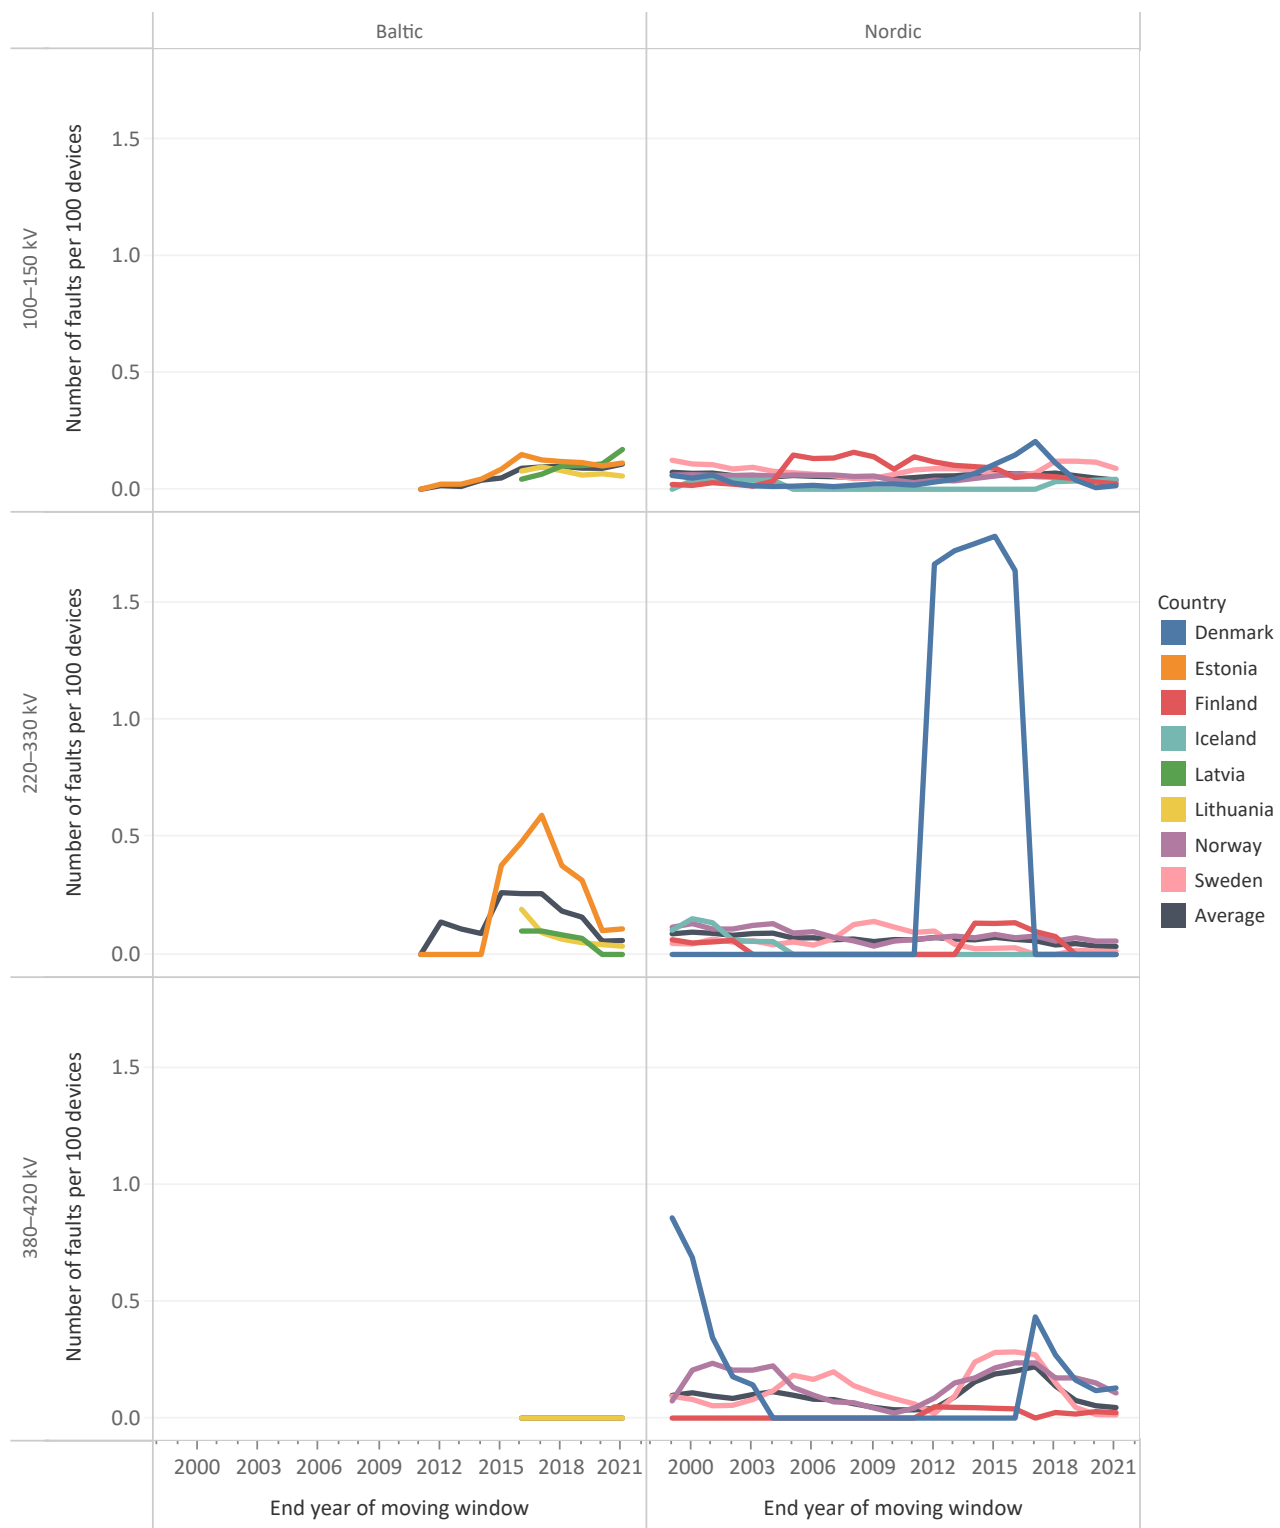 Baltic
Nordic
100–150 kV
Number of faults per 100 devices
1.5
1.0
0.5
0.0
220–330 kV
Number of faults per 100 devices
1.5
1.0
0.5
0.0
380–420 kV
Number of faults per 100 devices
1.5
1.0
0.5
0.0
2000 2003 2006 2009 2012 2015 2018 2021
2000 2003 2006 2009 2012 2015 2018 2021
End year of moving window
End year of moving window
Country
Denmark
Estonia
Finland
Iceland
Latvia
Lithuania
Norway
Sweden
Average